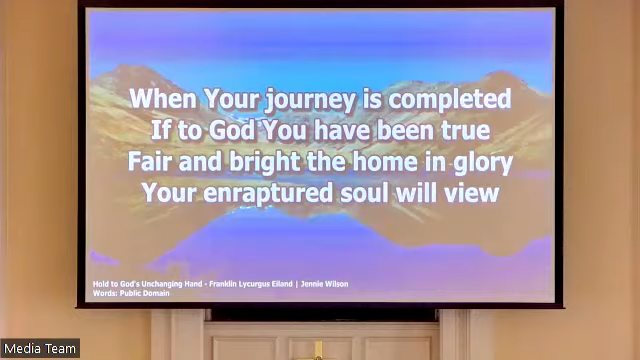 When Your journey is completed
If to God You have been true
Fair and bright the home in glory
Your enraptured soul will view
Hold to God's Unchanging Hand - Franklin Lycurgus Eiland | Jennie Wilson
Words: Public Domain
Media Team